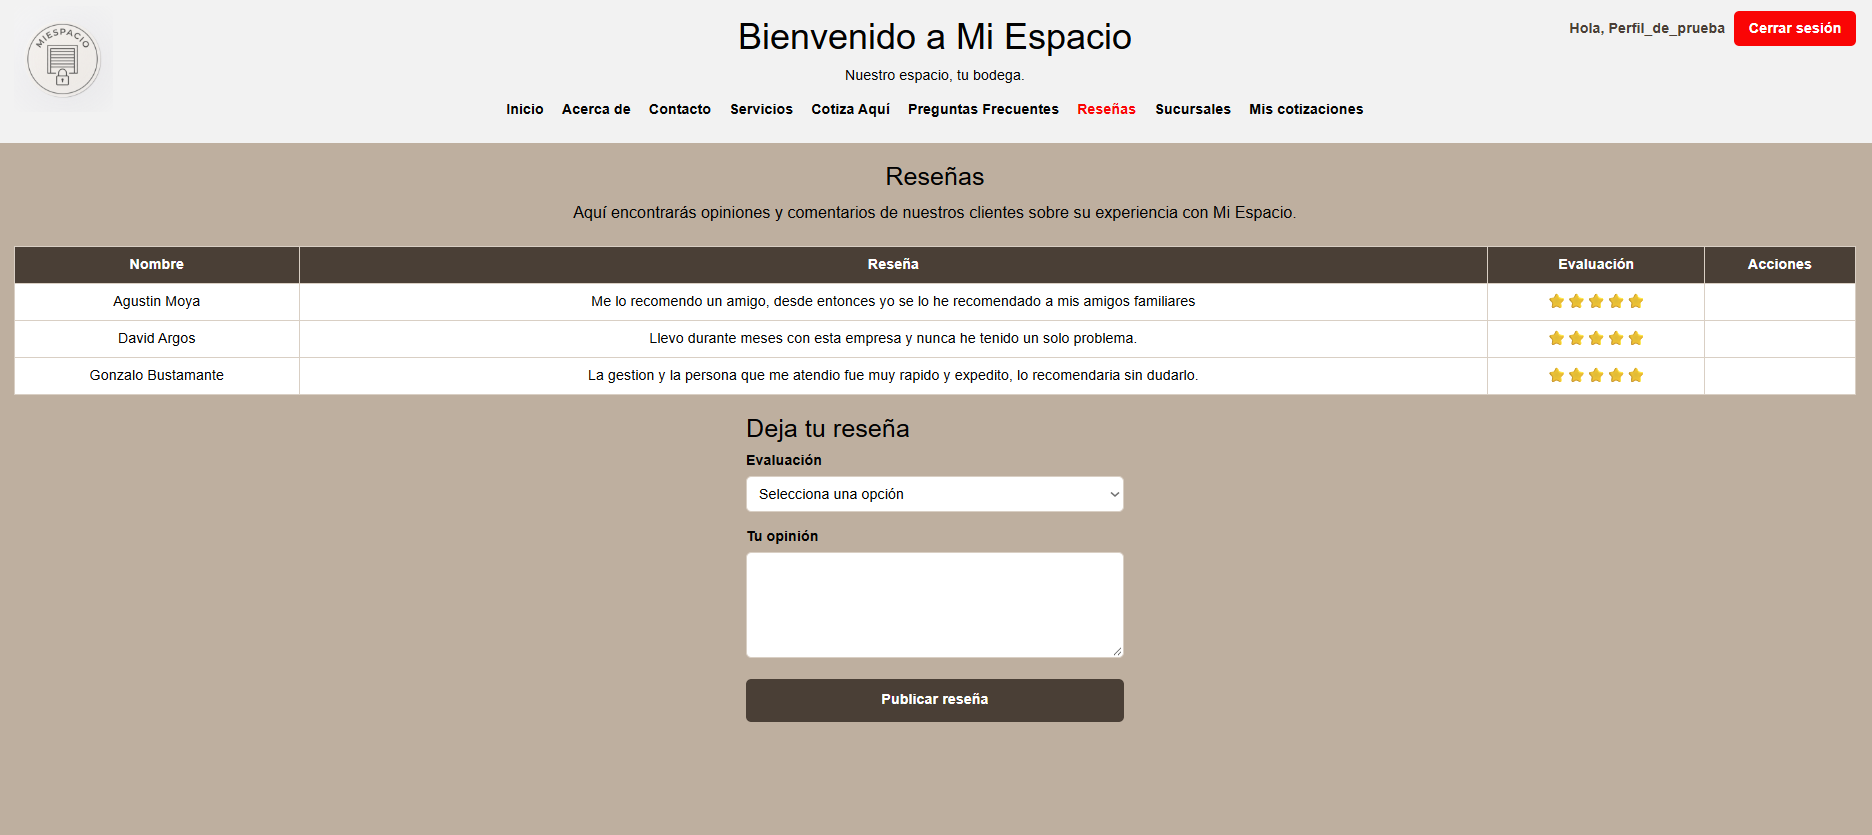 MIESPACIO
Bienvenido a Mi Espacio
Nuestro espacio, tu bodega.
Hola, Perfil_de_prueba Cerrar sesión
Inicio Acerca de Contacto Servicios Cotiza Aquí Preguntas Frecuentes Reseñas Sucursales Mis cotizaciones
Reseñas
Aquí encontrarás opiniones y comentarios de nuestros clientes sobre su experiencia con Mi Espacio.
Nombre Reseña Evaluación Acciones
Agustin Moya Me lo recomendo un amigo, desde entonces yo se lo he recomendado a mis amigos familiares
David Argos Llevo durante meses con esta empresa y nunca he tenido un solo problema.
Gonzalo Bustamante La gestion y la persona que me atendio fue muy rapido y expedito, lo recomendaria sin dudarlo.
Deja tu reseña
Evaluación
Selecciona una opción
Tu opinión
Publicar reseña